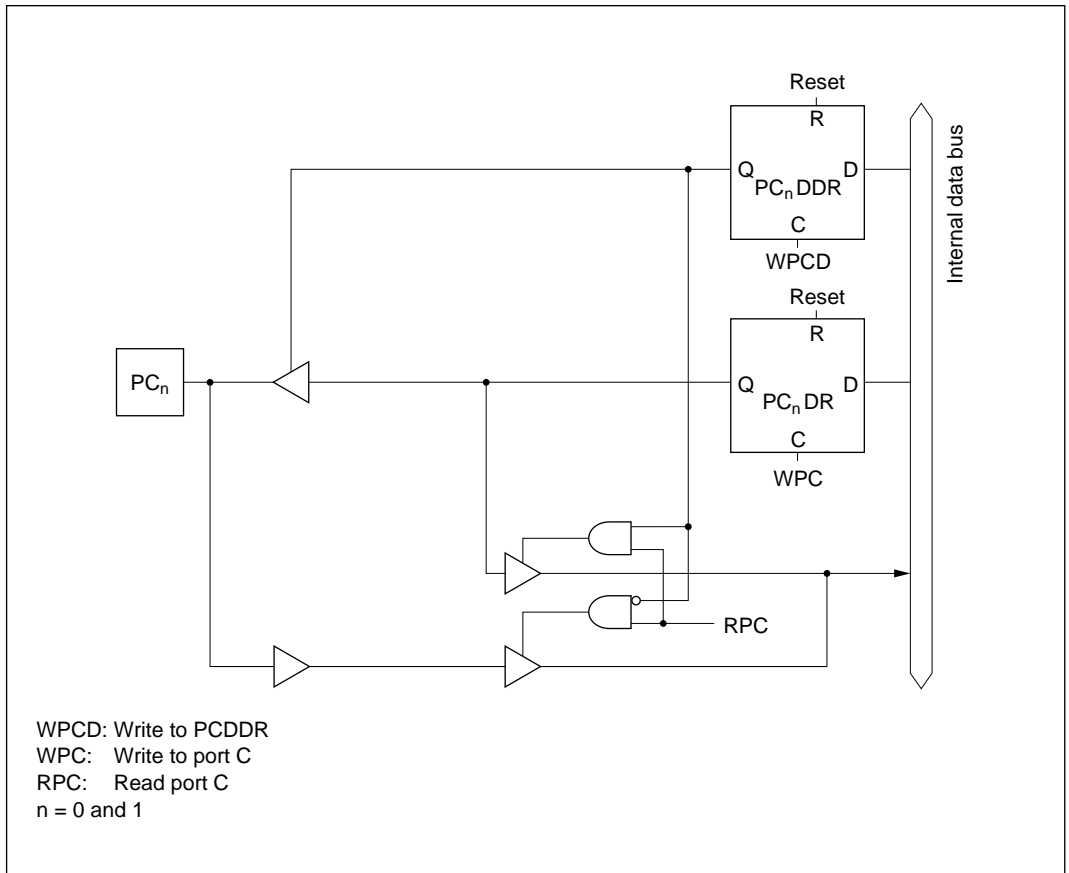 Reset
R
Q PCn DDR D
C
WPCD
Internal data bus
Reset
R
PCn
Q PCn DR D
C
WPC
RPC
WPCD: Write to PCDDR
WPC: Write to port C
RPC: Read port C
n = 0 and 1